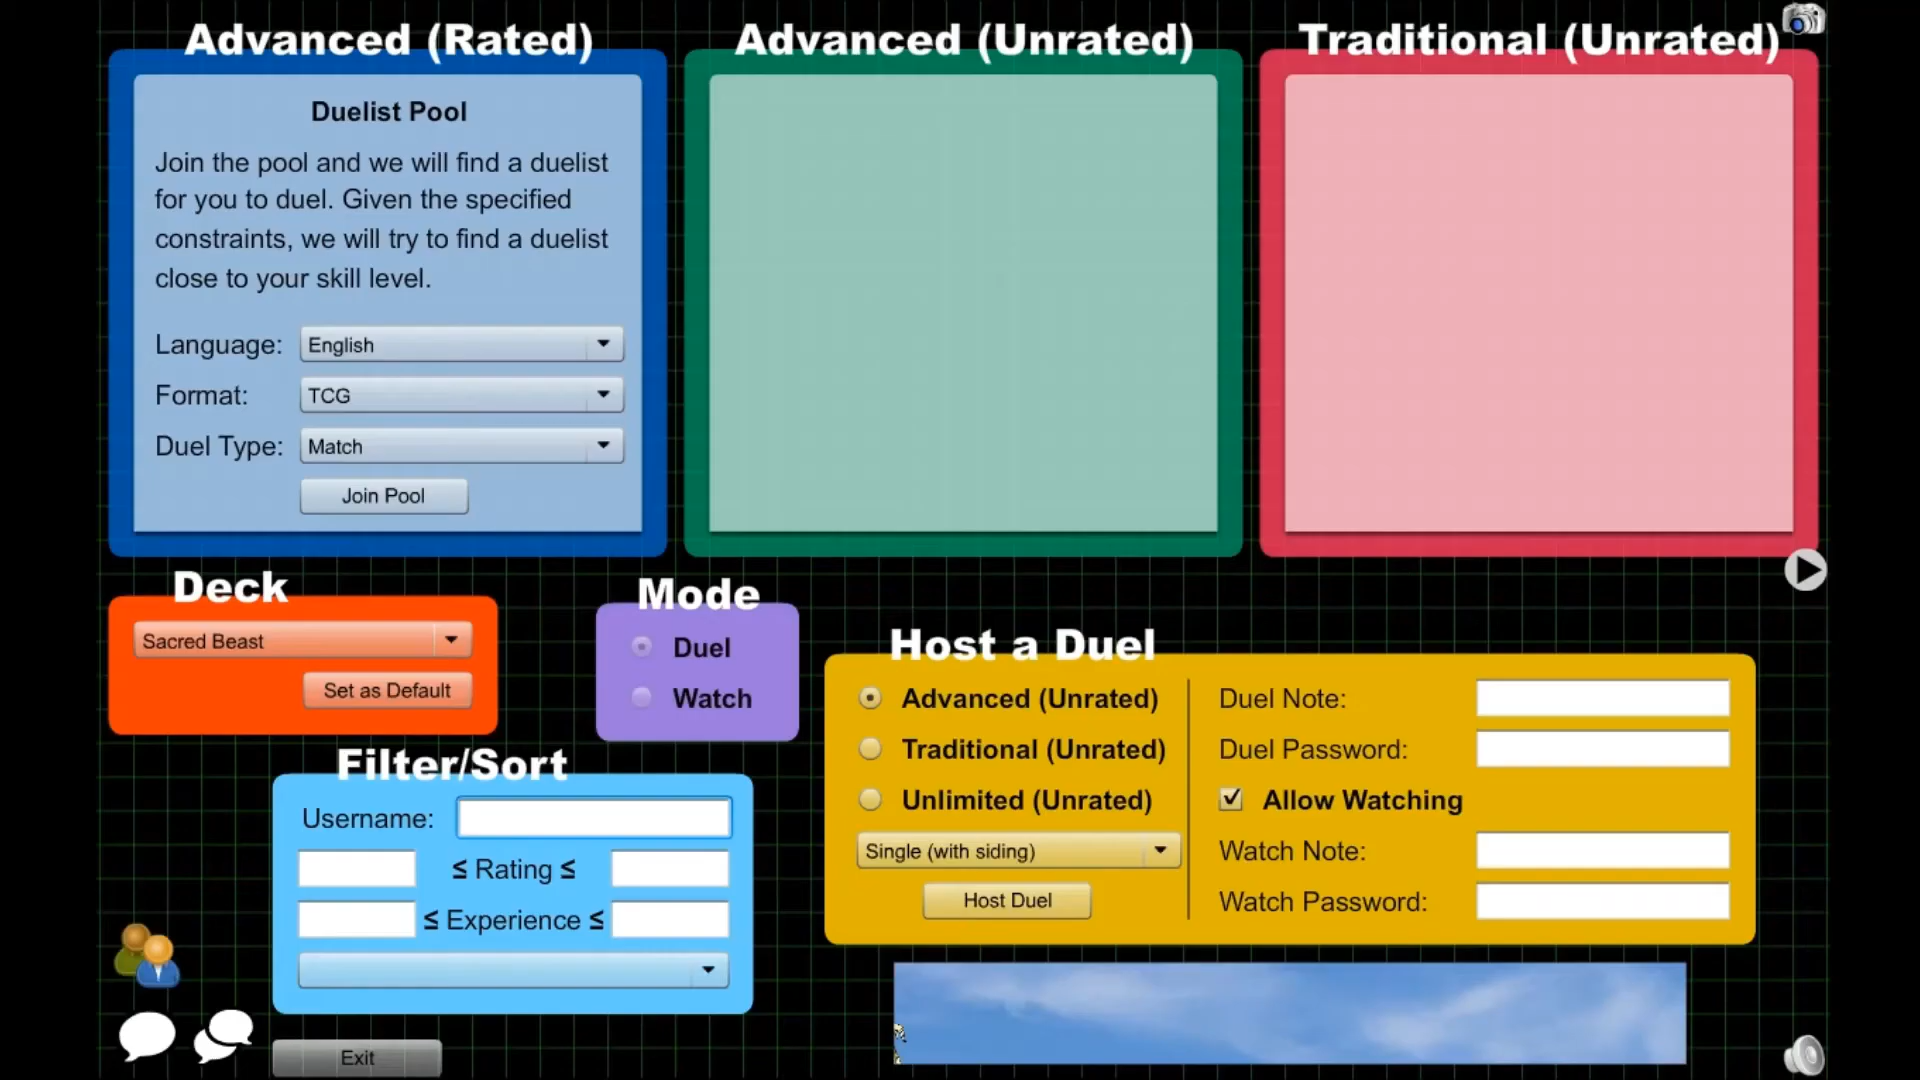 Advanced (Rated)
Advanced (Unrated)
Traditional (Unrated)
Duelist Pool
Join the pool and we will find a duelist
for you to duel. Given the specified
constraints, we will try to find a duelist
close to your skill level.
Language: English
Format: TCG
Duel Type: Match
Join Pool
Deck
Sacred Beast
Set as Default
Mode
Duel
Watch
Filter/Sort
Username:
≤ Rating ≤
≤ Experience ≤
Exit
Host a Duel
Advanced (Unrated)
Traditional (Unrated)
Unlimited (Unrated)
Single (with siding)
Host Duel
Duel Note:
Duel Password:
Allow Watching
Watch Note:
Watch Password: